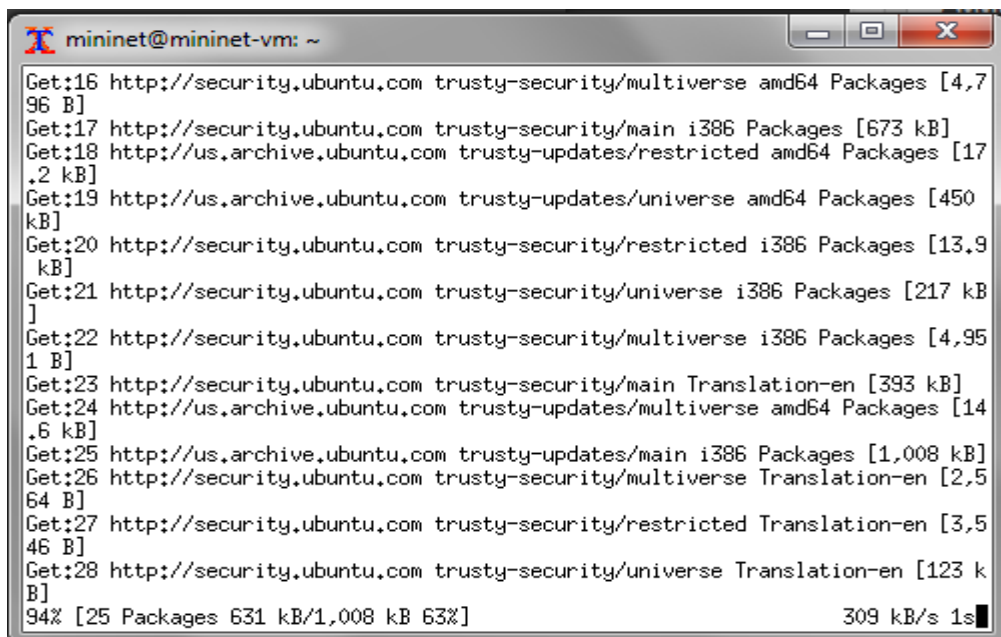 mininet@mininet-vm: ~
Get:16 http://security.ubuntu.com trusty-security/multiverse amd64 Packages [4,7
96 B]
Get:17 http://security.ubuntu.com trusty-security/main i386 Packages [673 kB]
Get:18 http://us.archive.ubuntu.com trusty-updates/restricted amd64 Packages [17
.2 kB]
Get:19 http://us.archive.ubuntu.com trusty-updates/universe amd64 Packages [450
kB]
Get:20 http://security.ubuntu.com trusty-security/restricted i386 Packages [13.9
 kB]
Get:21 http://security.ubuntu.com trusty-security/universe i386 Packages [217 kB
]
Get:22 http://security.ubuntu.com trusty-security/multiverse i386 Packages [4,95
1 B]
Get:23 http://security.ubuntu.com trusty-security/main Translation-en [393 kB]
Get:24 http://us.archive.ubuntu.com trusty-updates/multiverse amd64 Packages [14
.6 kB]
Get:25 http://us.archive.ubuntu.com trusty-updates/main i386 Packages [1,008 kB]
Get:26 http://security.ubuntu.com trusty-security/multiverse Translation-en [2,5
64 B]
Get:27 http://security.ubuntu.com trusty-security/restricted Translation-en [3,5
46 B]
Get:28 http://security.ubuntu.com trusty-security/universe Translation-en [123 k
B]
94% [25 Packages 631 kB/1,008 kB 63%] 309 kB/s 1s